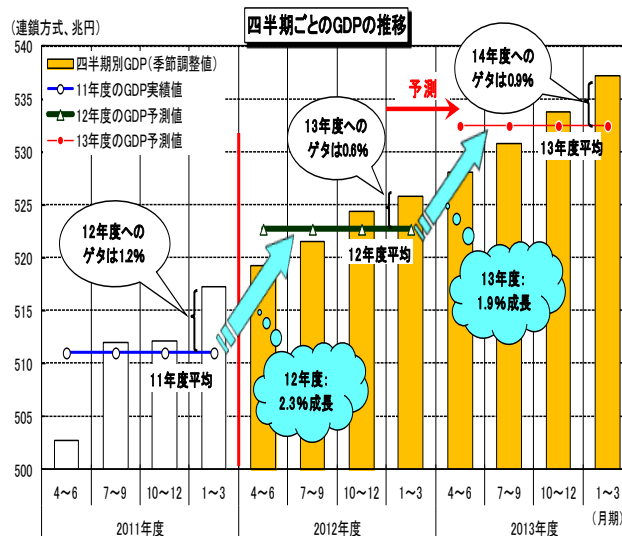 四半期ごとのGDPの推移
(連鎖方式、兆円)
540
535
530
525
520
515
510
505
500
四半期別GDP(季節調整値)
11年度のGDP実績値
12年度のGDP予測値
13年度のGDP予測値
予測
14年度への
ゲタは0.9%
13年度への
ゲタは0.6%
12年度への
ゲタは1.2%
13年度平均
12年度平均
11年度平均
13年度:
1.9%成長
12年度:
2.3%成長
4~6 7~9 10~12 1~3 4~6 7~9 10~12 1~3 4~6 7~9 10~12 1~3
2011年度 2012年度 2013年度
(月期)